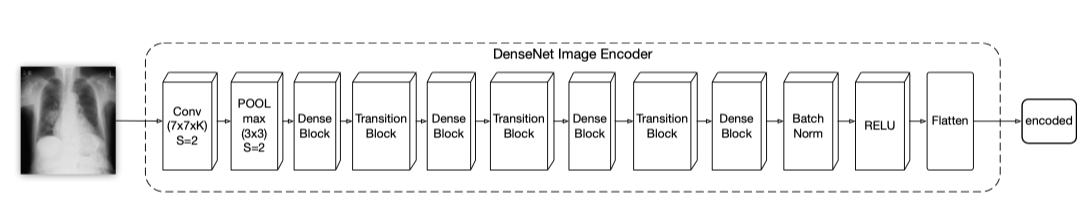 DenseNet Image Encoder
Conv
(7x7xK)
S=2
POOL
max
(3x3)
S=2
Dense
Block
Transition
Block
Dense
Block
Transition
Block
Dense
Block
Transition
Block
Dense
Block
Batch
Norm
RELU
Flatten
encoded